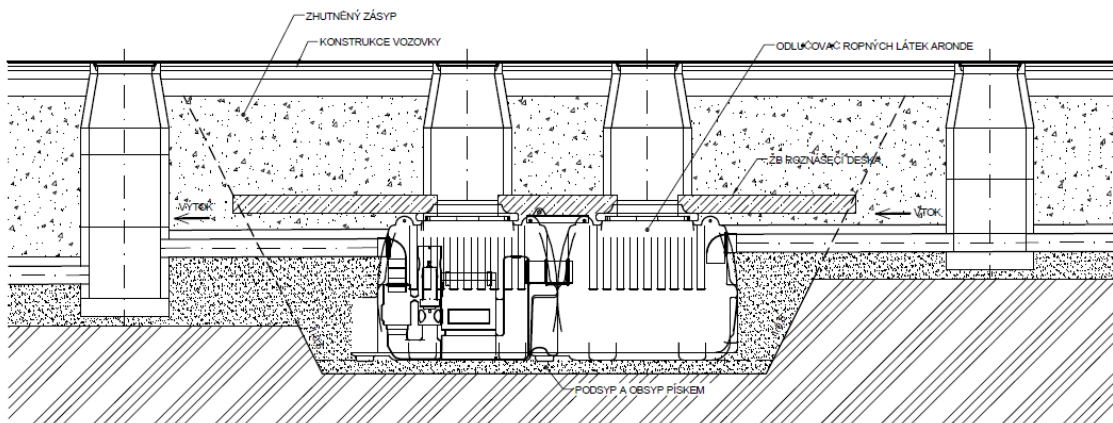 ZHUTNĚNÝ ZÁSYP
KONSTRUKCE VOZOVKY
ODLUČOVAČ ROPNÝCH LÁTEK ARONDE
ŽB ROZNÁŠECÍ DESKA
VÝTOK
VTOK
PODSYP A OBSYP PÍSKEM